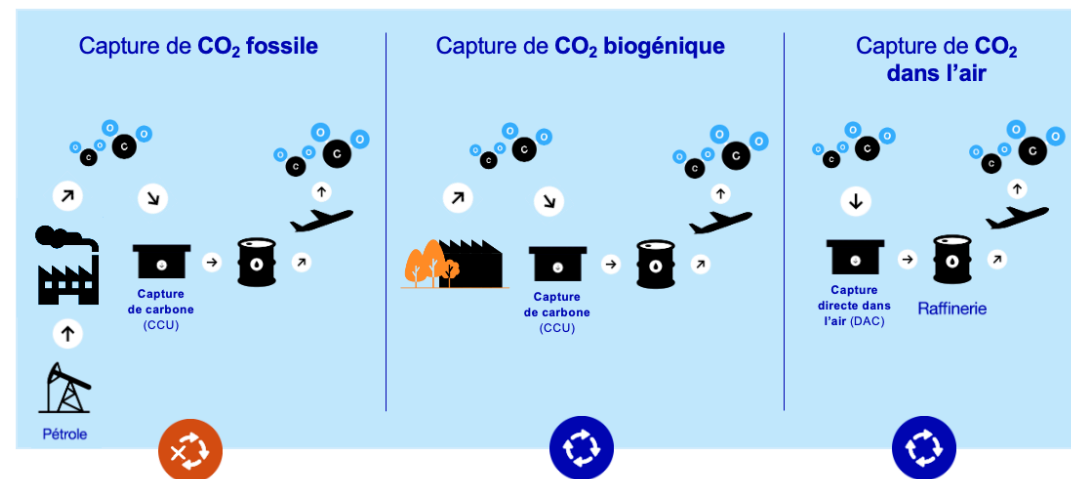 Capture de CO₂ fossile
O O O C C
O O O C C
Capture
de carbone
(CCU)
Pétrole
Capture de CO₂ biogénique
O O O C C
O O O C C
Capture
de carbone
(CCU)
Capture de CO₂
dans l'air
O O O C C
O O O C C
Capture
directe dans
l'air (DAC)
Raffinerie